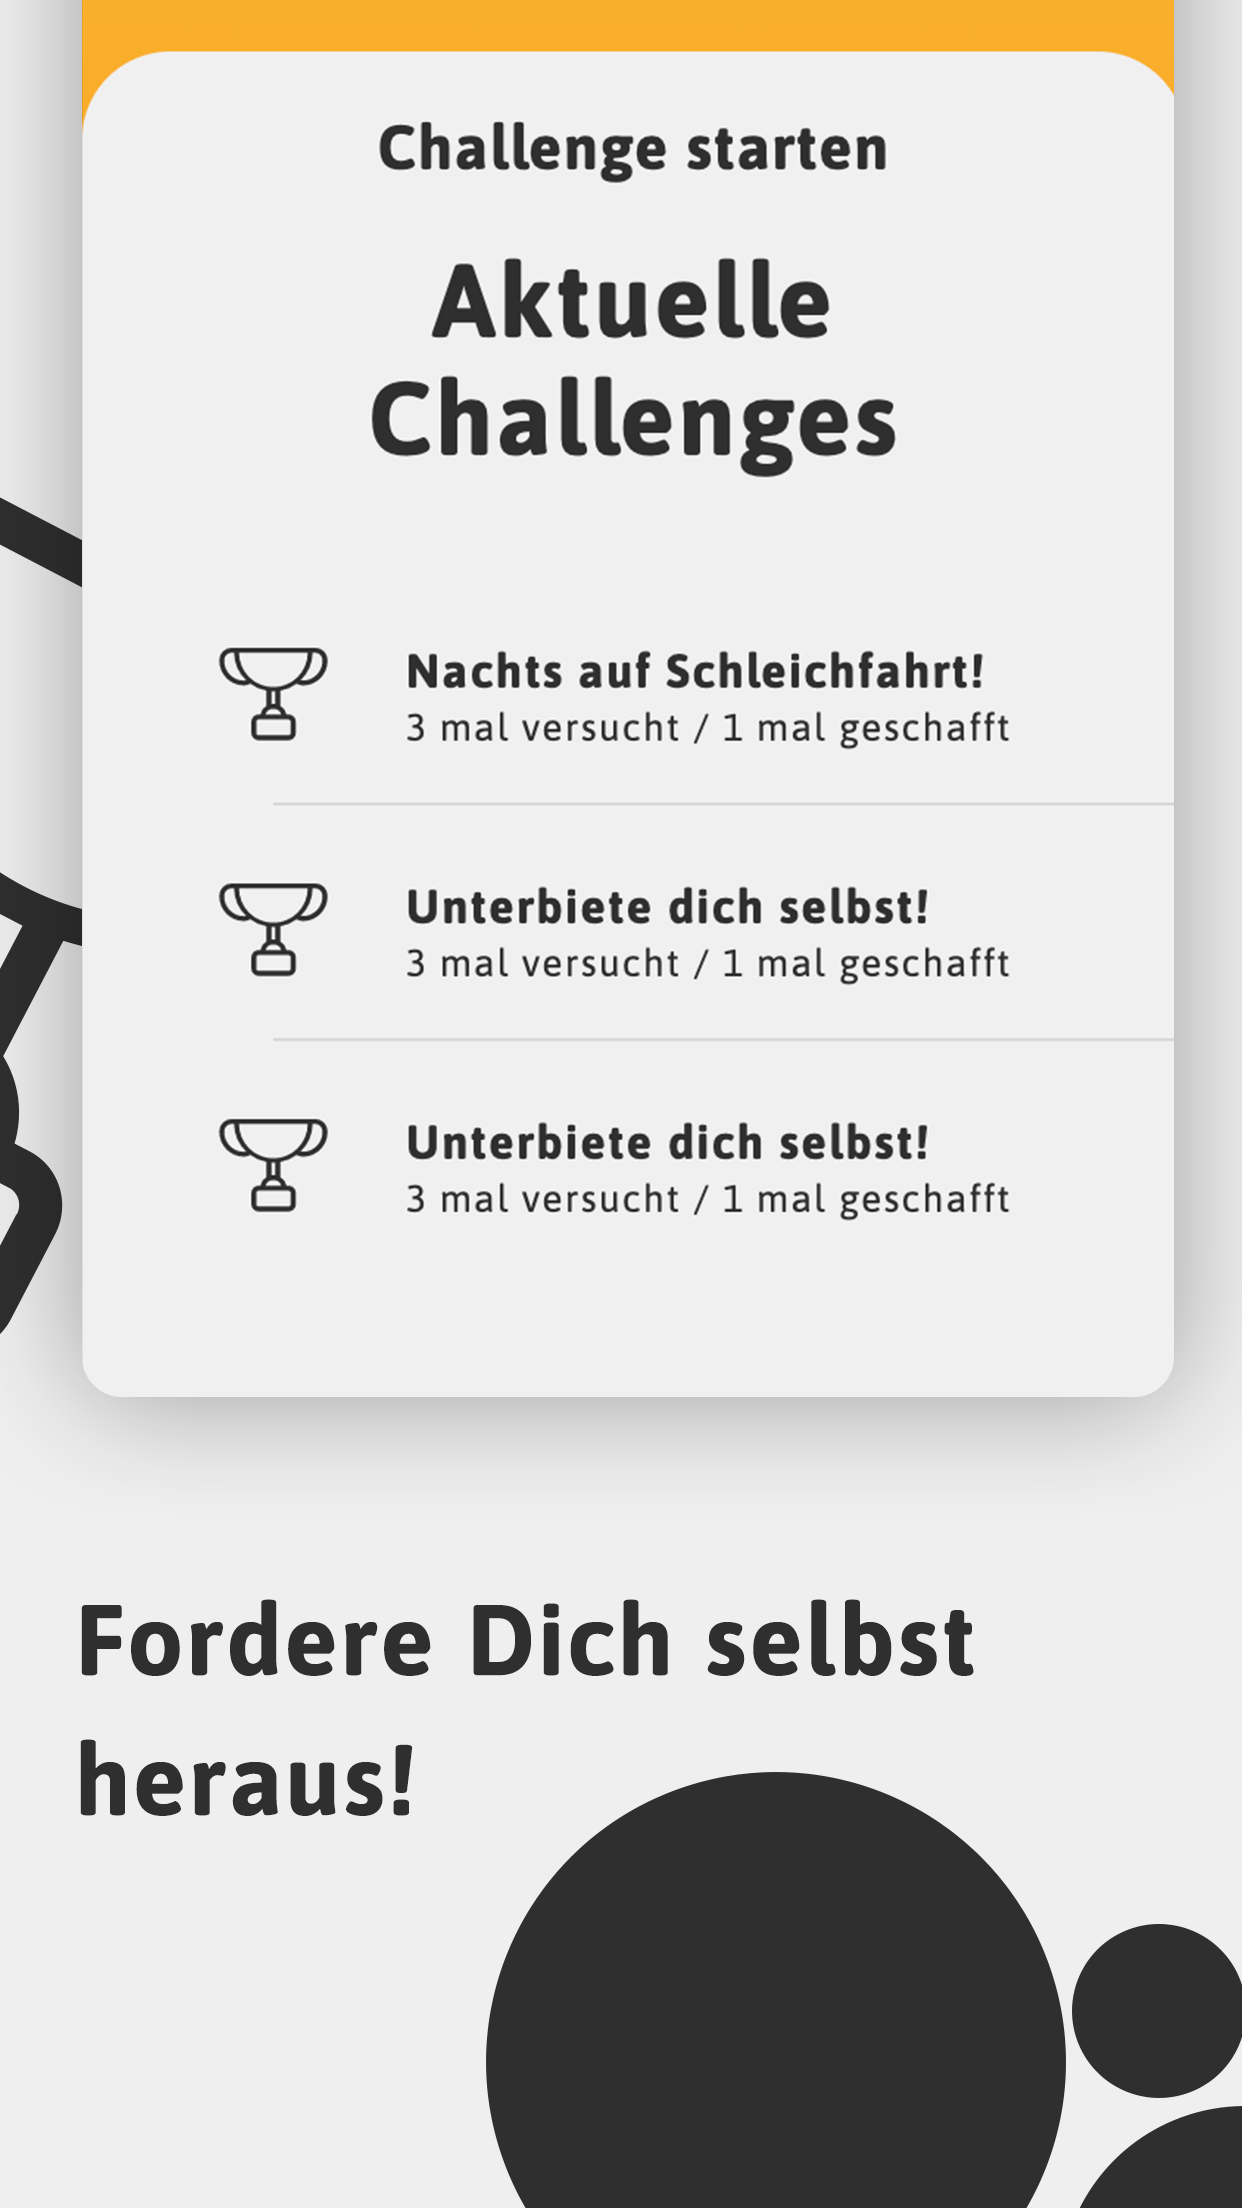 Challenge starten
Aktuelle
Challenges
Nachts auf Schleichfahrt!
3 mal versucht / 1 mal geschafft
Unterbiete dich selbst!
3 mal versucht / 1 mal geschafft
Unterbiete dich selbst!
3 mal versucht / 1 mal geschafft
Fordere Dich selbst
heraus!